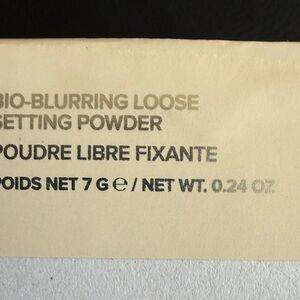 BIO-BLURRING LOOSE
SETTING POWDER
POUDRE LIBRE FIXANTE
POIDS NET 7 G ℮ / NET WT. 0.24 OZ